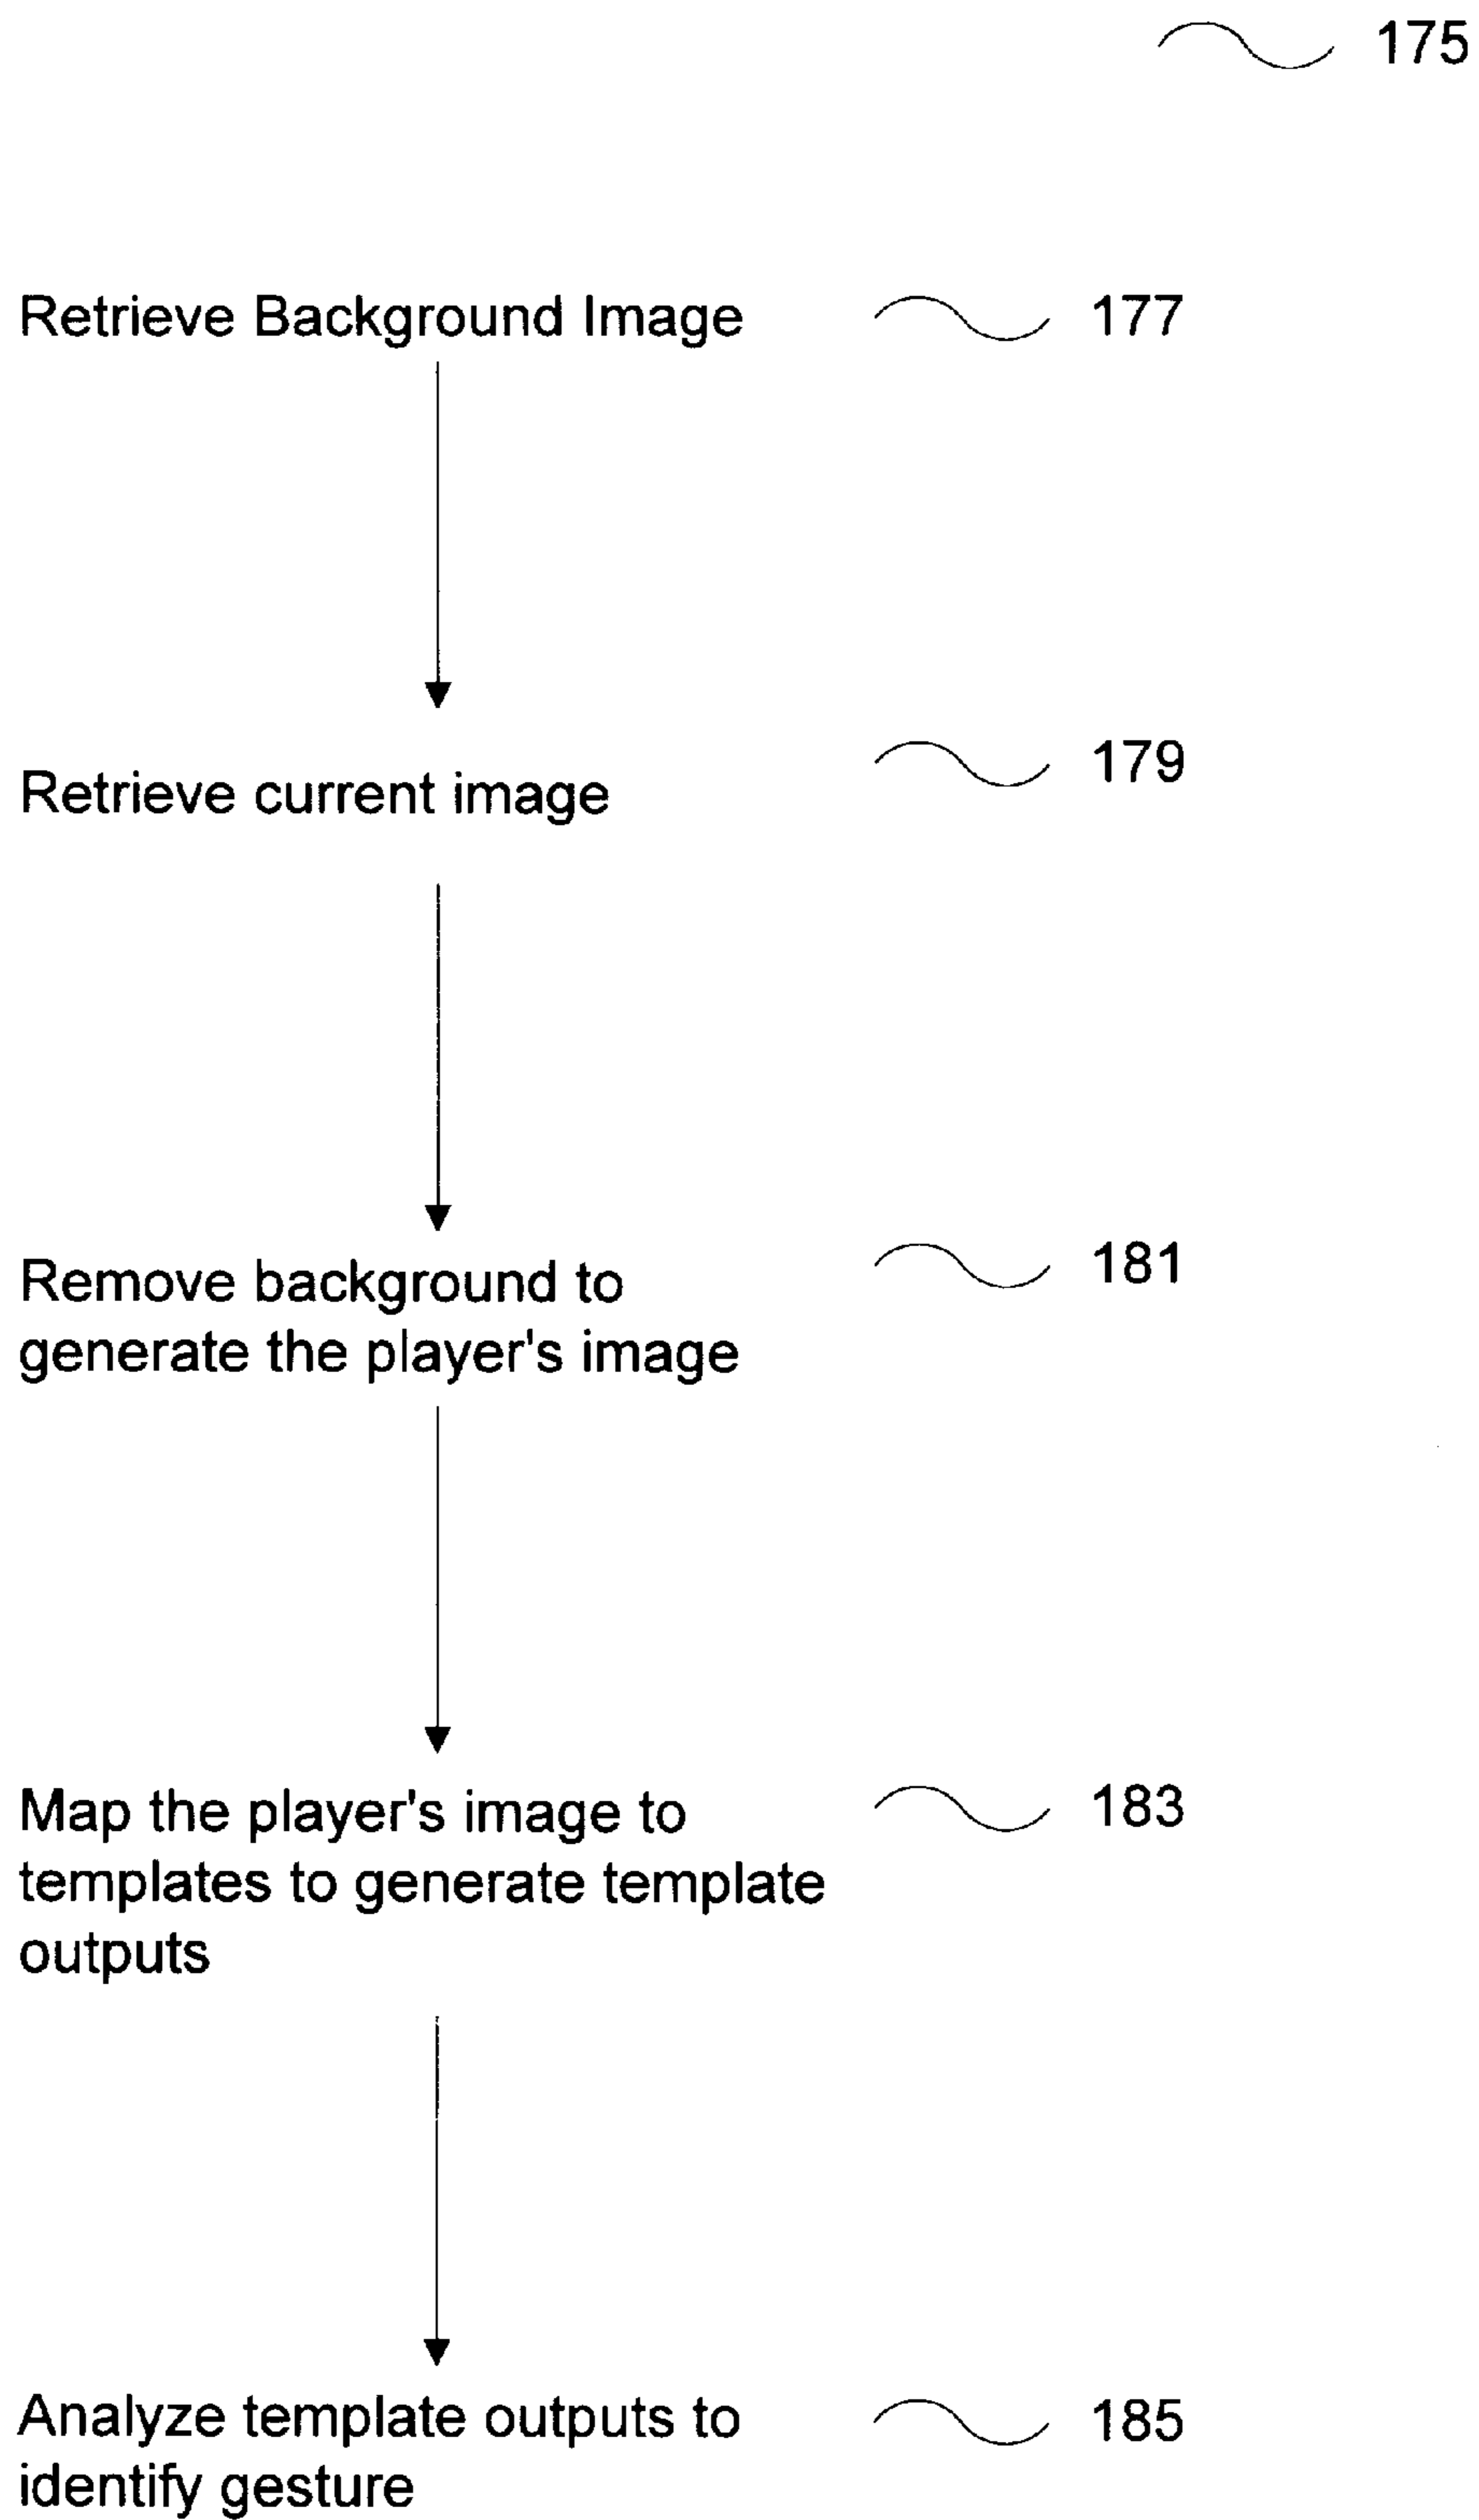 175
Retrieve Background Image 177
Retrieve current image 179
Remove background to 181
generate the player's image
Map the player's image to 183
templates to generate template
outputs
Analyze template outputs to 185
identify gesture